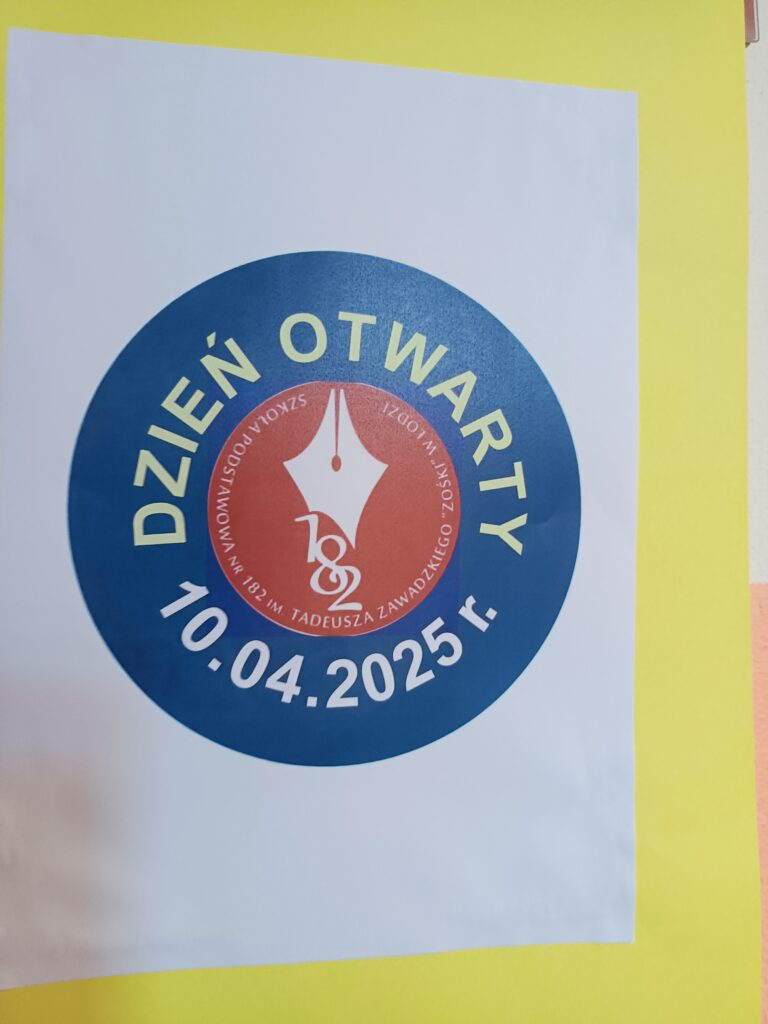 DZIEŃ OTWARTY
SZKOŁA PODSTAWOWA NR 182 IM. TADEUSZA ZAWADZKIEGO "ZOŚKI" W ŁODZI
182
10.04.2025 r.